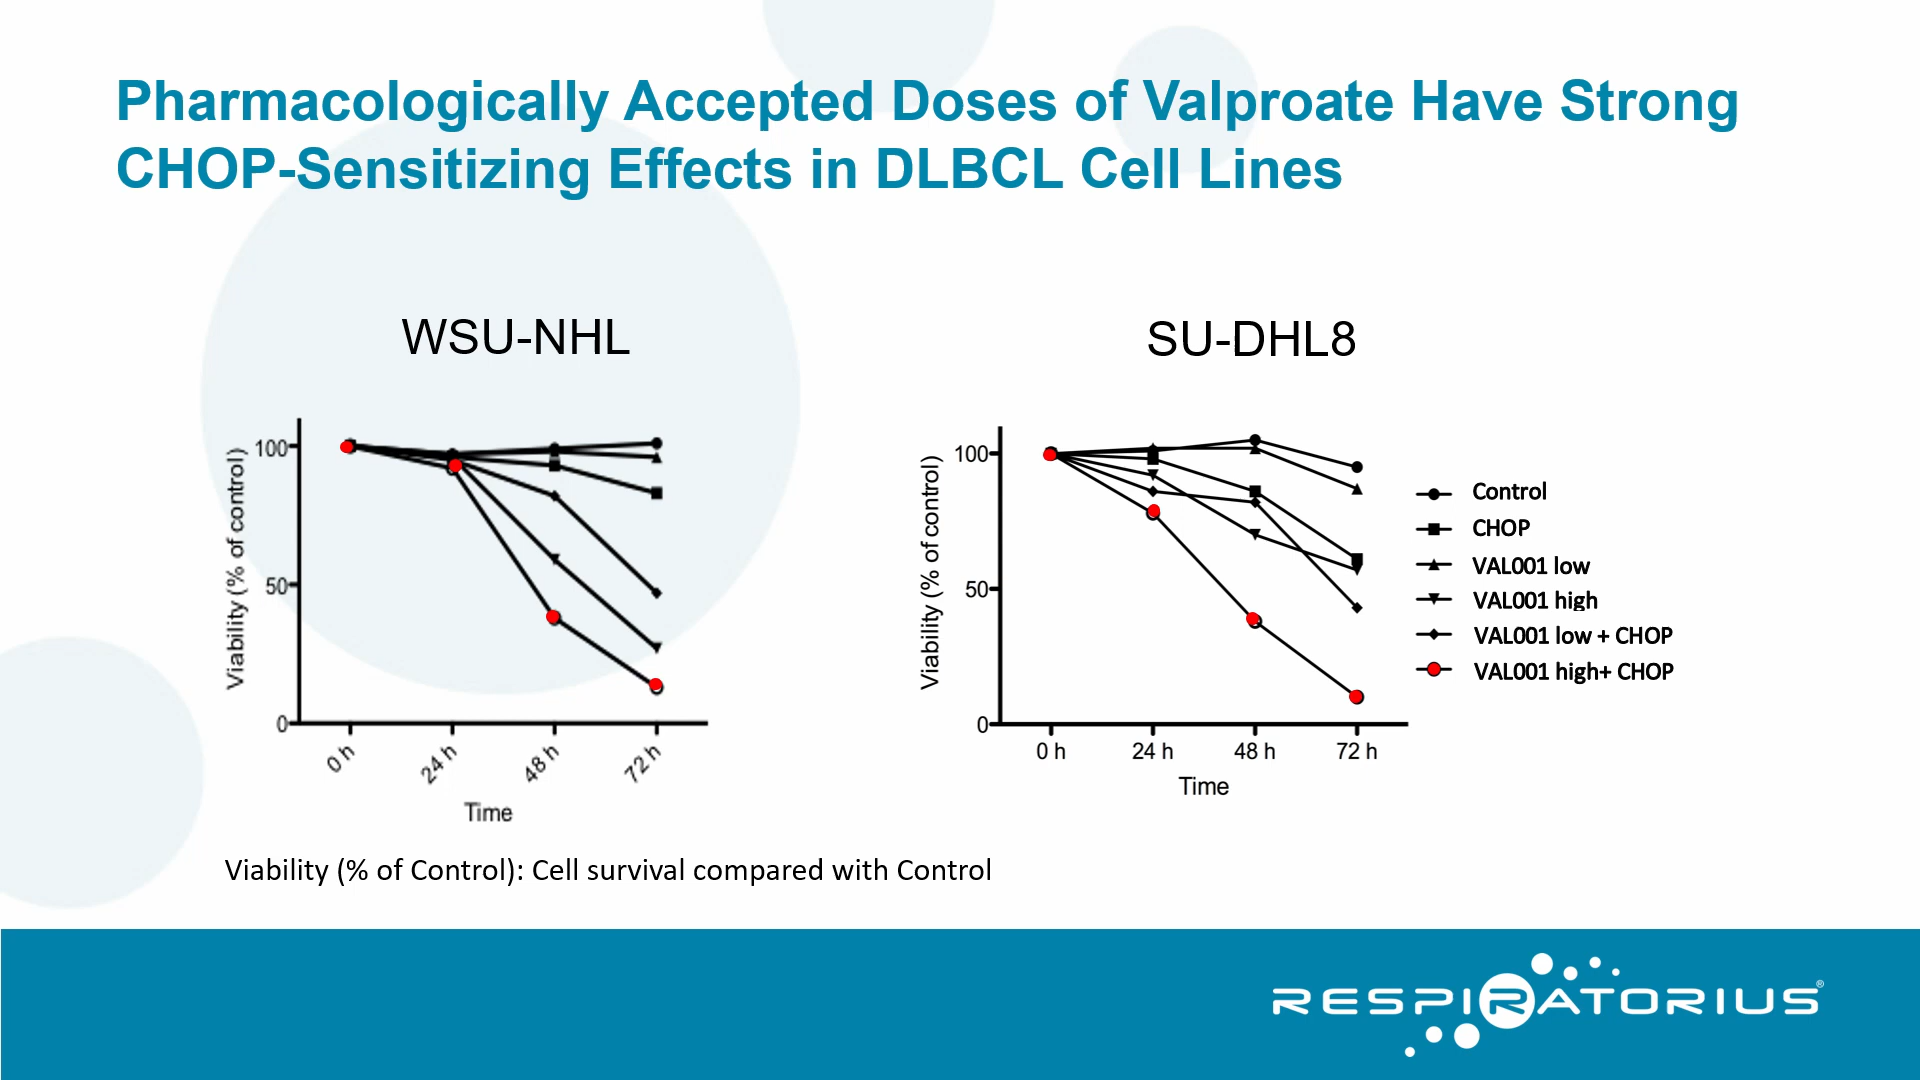 Pharmacologically Accepted Doses of Valproate Have Strong
CHOP-Sensitizing Effects in DLBCL Cell Lines
WSU-NHL
Viability (% of control)
100
50
0
0 h
24 h
48 h
72 h
Time
SU-DHL8
Viability (% of control)
100
50
0
0 h
24 h
48 h
72 h
Time
Control
CHOP
VAL001 low
VAL001 high
VAL001 low + CHOP
VAL001 high+ CHOP
Viability (% of Control): Cell survival compared with Control
RESPIRATORIUS®